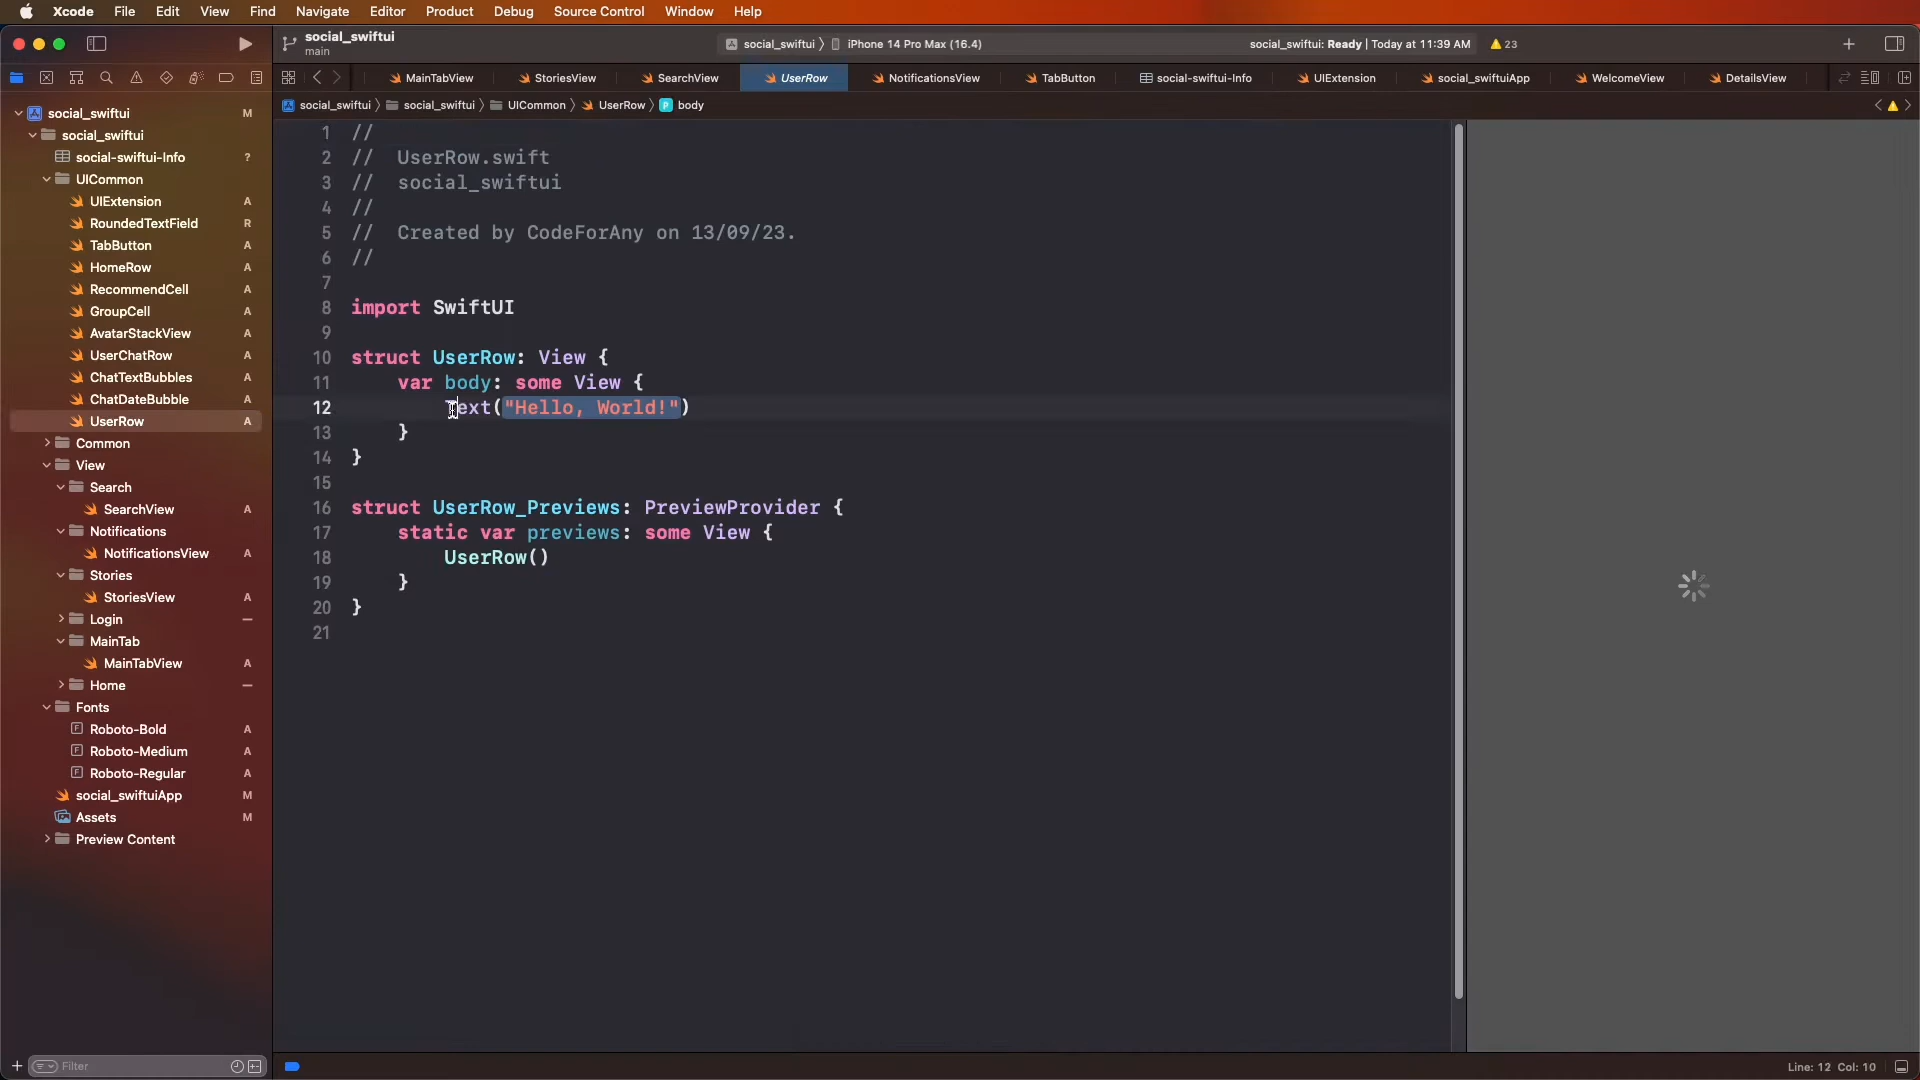 Xcode File Edit View Find Navigate Editor Product Debug Source Control Window Help
social_swiftui
main
social_swiftui
iPhone 14 Pro Max (16.4)
social_swiftui: Ready | Today at 11:39 AM
23
MainTabView
StoriesView
SearchView
UserRow
NotificationsView
TabButton
social-swiftui-Info
UIExtension
social_swiftuiApp
WelcomeView
DetailsView
social_swiftui
social_swiftui
UICommon
UserRow
body
social_swiftui M
social_swiftui
social-swiftui-Info ?
UICommon
UIExtension A
RoundedTextField R
TabButton A
HomeRow A
RecommendCell A
GroupCell A
AvatarStackView A
UserChatRow A
ChatTextBubbles A
ChatDateBubble A
UserRow A
Common
View
Search
SearchView A
Notifications
NotificationsView A
Stories
StoriesView A
Login
MainTab
MainTabView A
Home
Fonts
Roboto-Bold A
Roboto-Medium A
Roboto-Regular A
social_swiftuiApp M
Assets M
Preview Content
Filter
1 //
2 // UserRow.swift
3 // social_swiftui
4 //
5 // Created by CodeForAny on 13/09/23.
6 //
7
8 import SwiftUI
9
10 struct UserRow: View {
11 var body: some View {
12 Text("Hello, World!")
13 }
14 }
15
16 struct UserRow_Previews: PreviewProvider {
17 static var previews: some View {
18 UserRow()
19 }
20 }
21
Line: 12 Col: 10